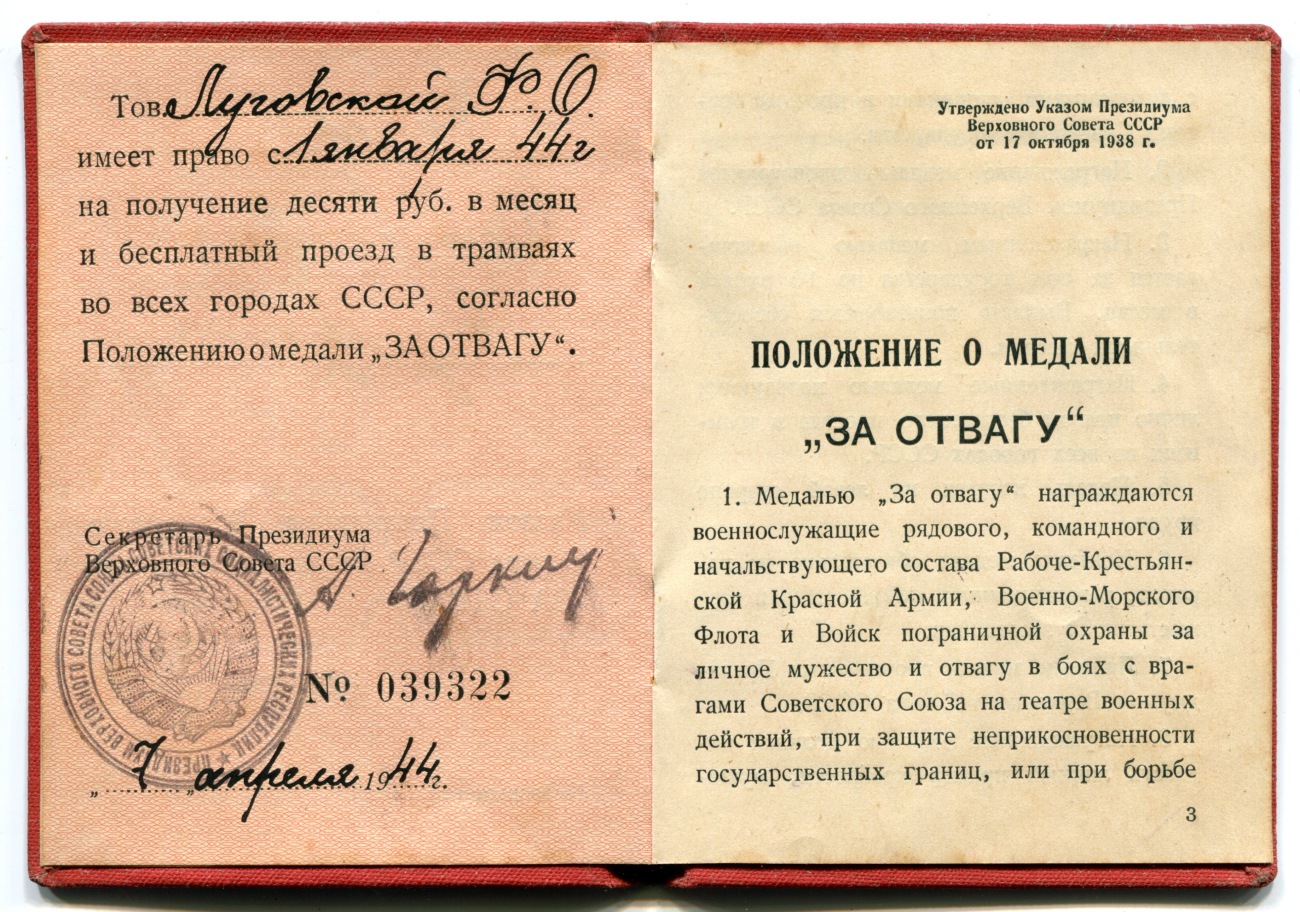 Тов. Луговской Ф. О.
имеет право с 1 января 44 г
на получение десяти руб. в месяц
и бесплатный проезд в трамваях
во всех городах СССР, согласно
Положению о медали „ЗА ОТВАГУ“.
Секретарь Президиума
Верховного Совета СССР
А. Горкин
№ 039322
„ 7 „ апреля 1944 г.
Утверждено Указом Президиума
Верховного Совета СССР
от 17 октября 1938 г.
ПОЛОЖЕНИЕ О МЕДАЛИ
„ЗА ОТВАГУ“
1. Медалью „За отвагу“ награждаются
военнослужащие рядового, командного и
начальствующего состава Рабоче-Крестьян-
ской Красной Армии, Военно-Морского
Флота и Войск пограничной охраны за
личное мужество и отвагу в боях с вра-
гами Советского Союза на театре военных
действий, при защите неприкосновенности
государственных границ, или при борьбе
3